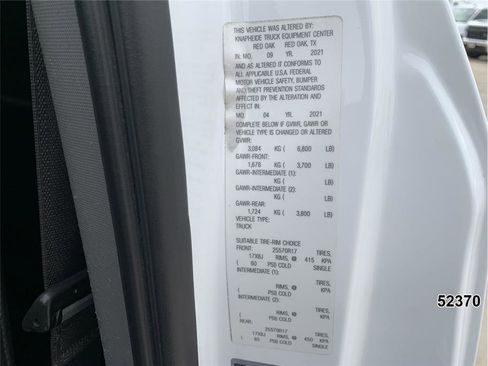 THIS VEHICLE WAS ALTERED BY:
KNAPHEIDE TRUCK EQUIPMENT CENTER
RED OAK RED OAK, TX
IN: MO. 09 YR. 2021
AND AS ALTERED IT CONFORMS TO
ALL APPLICABLE U.S.A. FEDERAL
MOTOR VEHICLE SAFETY, BUMPER
AND THEFT PREVENTION STANDARDS
AFFECTED BY THE ALTERATION AND
EFFECT IN:
MO. 04 YR. 2021
COMPLETE BELOW IF GVWR, GAWR OR
VEHICLE TYPE IS CHANGED OR ALTERED
GVWR:
3,084 KG ( 6,800 LB)
GAWR-FRONT:
1,678 KG ( 3,700 LB)
GAWR-INTERMEDIATE (1):
KG ( LB)
GAWR-INTERMEDIATE (2):
KG ( LB)
GAWR-REAR:
1,724 KG ( 3,800 LB)
VEHICLE TYPE:
TRUCK
SUITABLE TIRE-RIM CHOICE
FRONT: 25570R17 TIRES,
17X8J RIMS, @ 415 KPA
( 60 PSI) COLD SINGLE
INTERMEDIATE (1): TIRES,
RIMS, @ KPA
( PSI) COLD
INTERMEDIATE (2): TIRES,
RIMS, @ KPA
( PSI) COLD
REAR: 25570R17 TIRES,
17X8J RIMS, @ 450 KPA
( 65 PSI) COLD SINGLE
52370